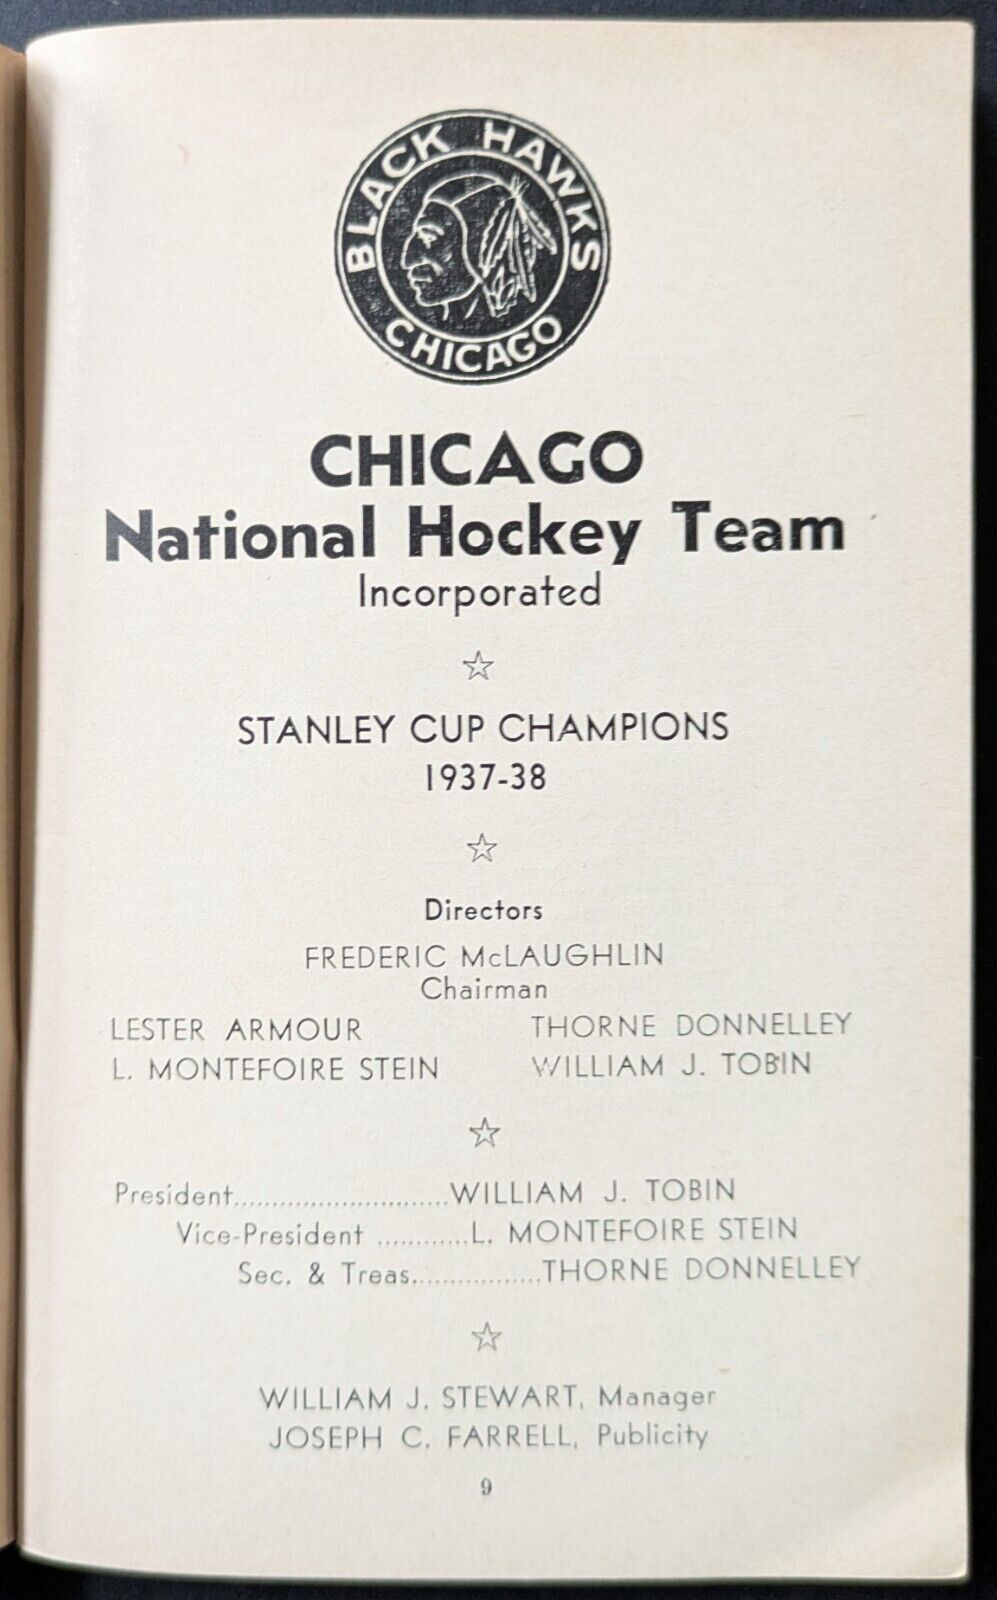 BLACK HAWKS
CHICAGO
CHICAGO
National Hockey Team
Incorporated
STANLEY CUP CHAMPIONS
1937-38
Directors
FREDERIC McLAUGHLIN
Chairman
LESTER ARMOUR THORNE DONNELLEY
L. MONTEFOIRE STEIN WILLIAM J. TOBIN
President............................WILLIAM J. TOBIN
Vice-President ............L. MONTEFOIRE STEIN
Sec. & Treas.................THORNE DONNELLEY
WILLIAM J. STEWART, Manager
JOSEPH C. FARRELL, Publicity
9